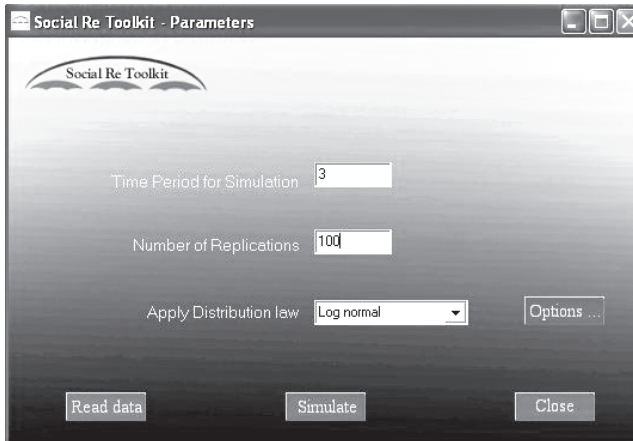 Social Re Toolkit - Parameters
Social Re Toolkit
Time Period for Simulation 3
Number of Replications 100
Apply Distribution law Log normal Options ...
Read data Simulate Close